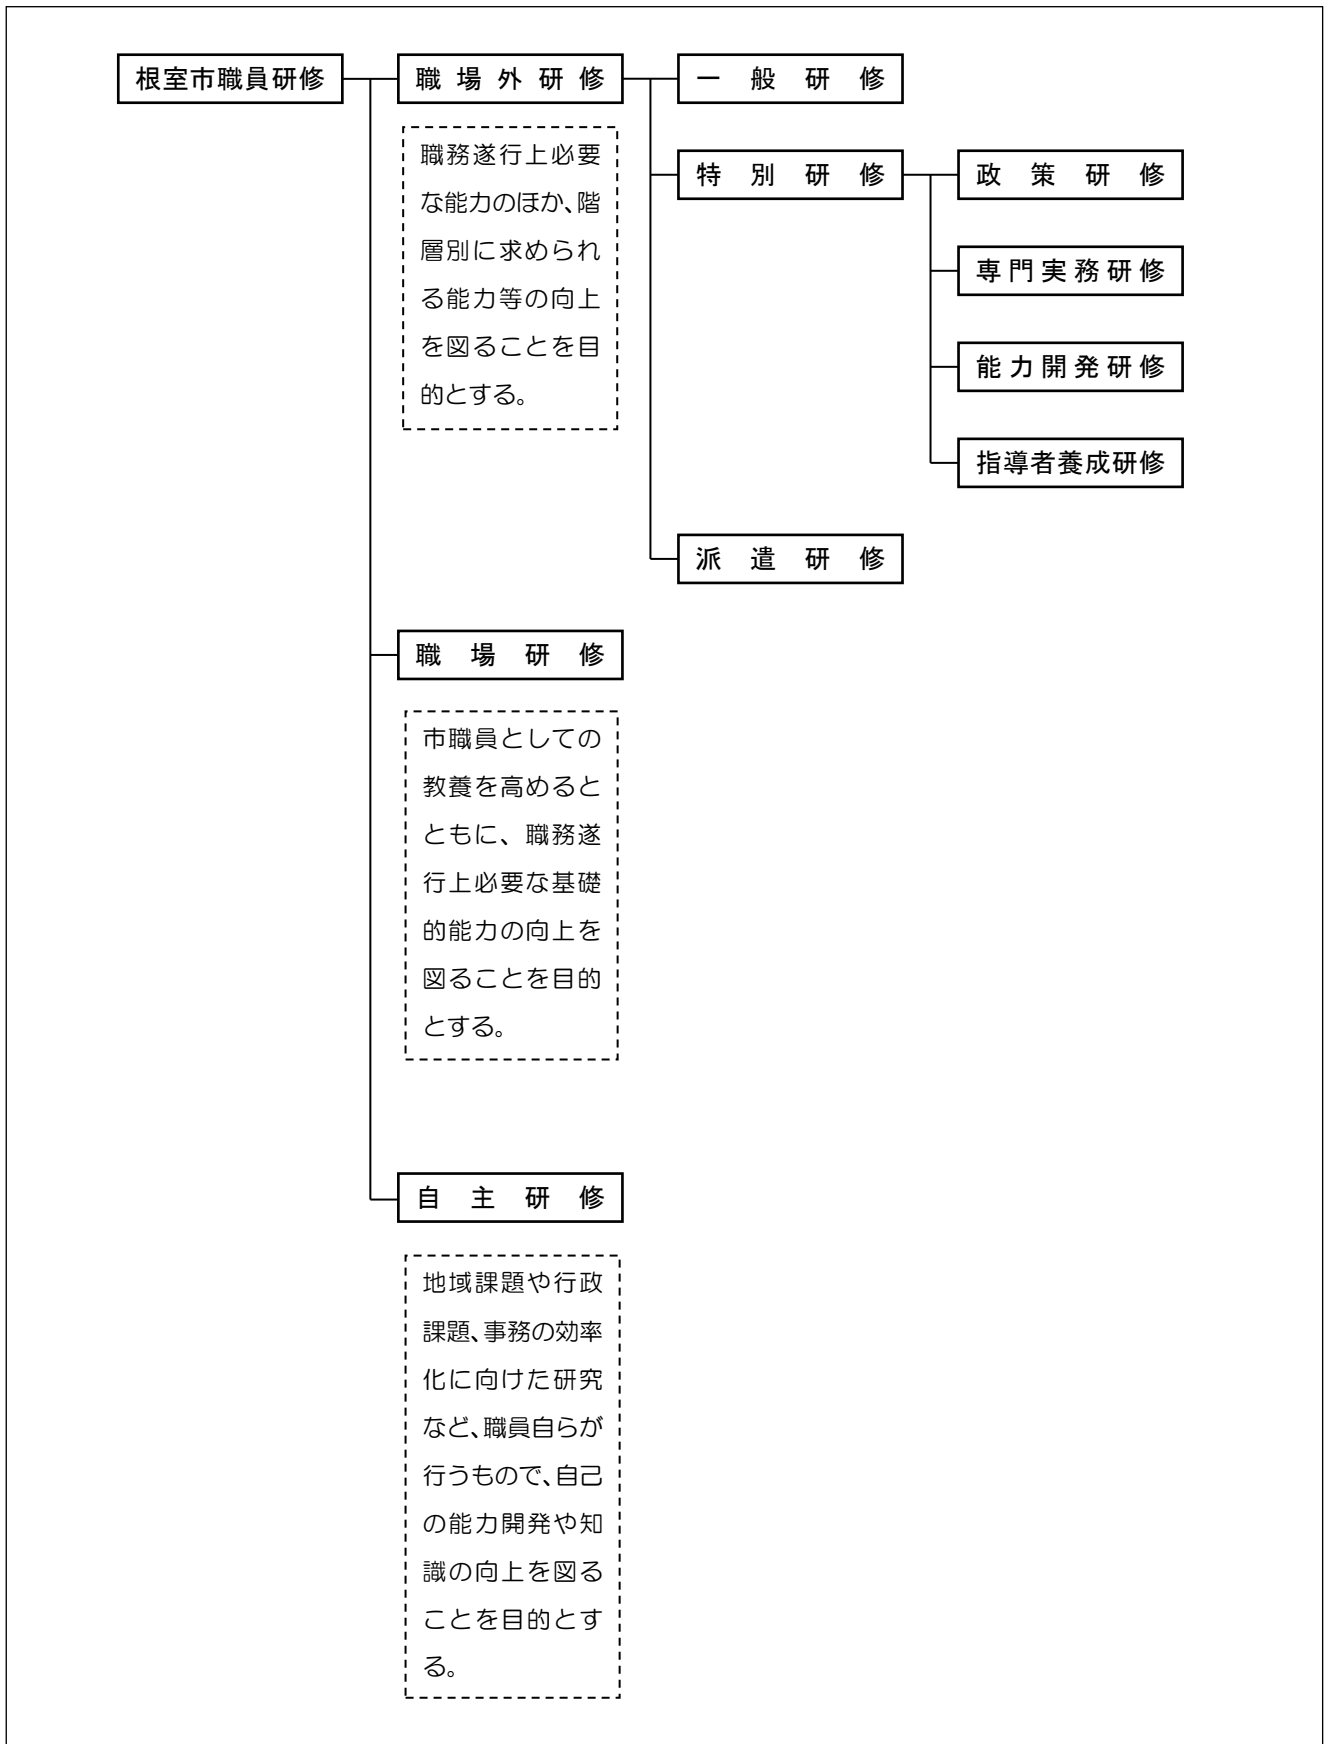 根室市職員研修
職場外研修
一般研修
職務遂行上必要
な能力のほか、階
層別に求められ
る能力等の向上
を図ることを目
的とする。
特別研修
政策研修
専門実務研修
能力開発研修
指導者養成研修
派遣研修
職場研修
市職員としての
教養を高めると
ともに、職務遂
行上必要な基礎
的能力の向上を
図ることを目的
とする。
自主研修
地域課題や行政
課題、事務の効率
化に向けた研究
など、職員自らが
行うもので、自己
の能力開発や知
識の向上を図る
ことを目的とす
る。